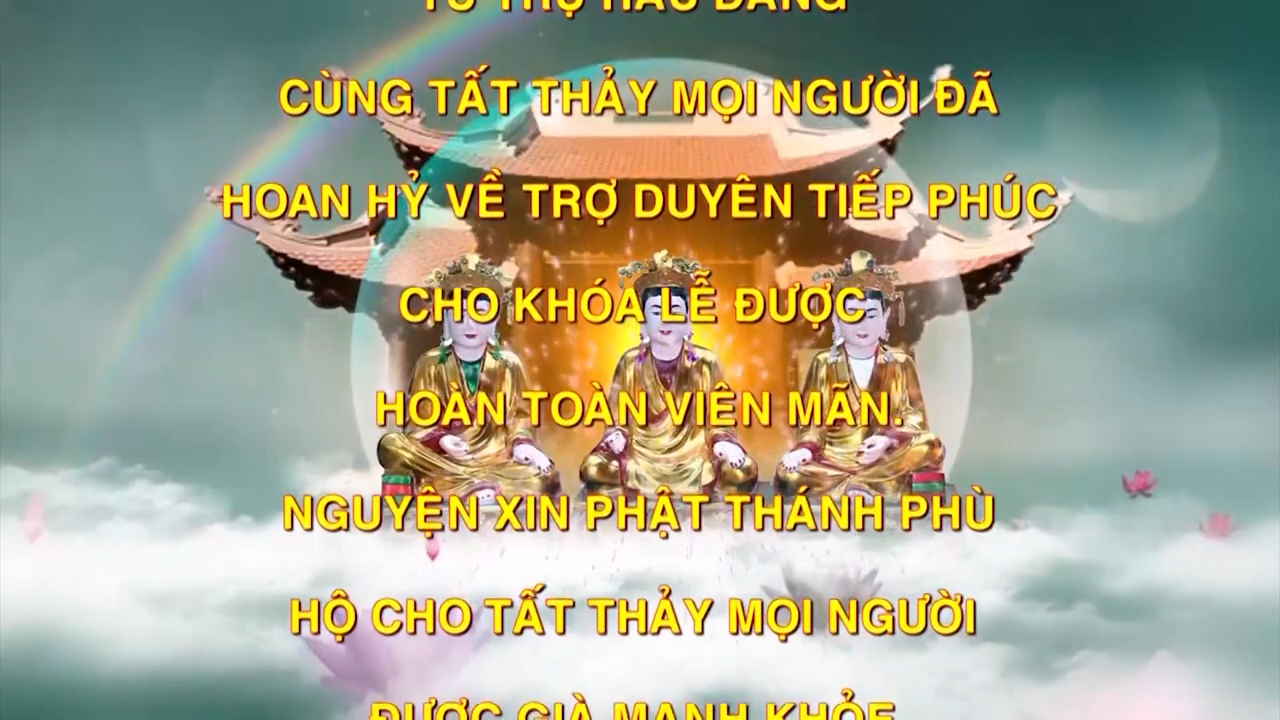 TỨ TRỤ HẦU DÂNG
CÙNG TẤT THẢY MỌI NGƯỜI ĐÃ
HOAN HỶ VỀ TRỢ DUYÊN TIẾP PHÚC
CHO KHÓA LỄ ĐƯỢC
HOÀN TOÀN VIÊN MÃN.
NGUYỆN XIN PHẬT THÁNH PHÙ
HỘ CHO TẤT THẢY MỌI NGƯỜI
ĐƯỢC GIÀ MẠNH KHỎE